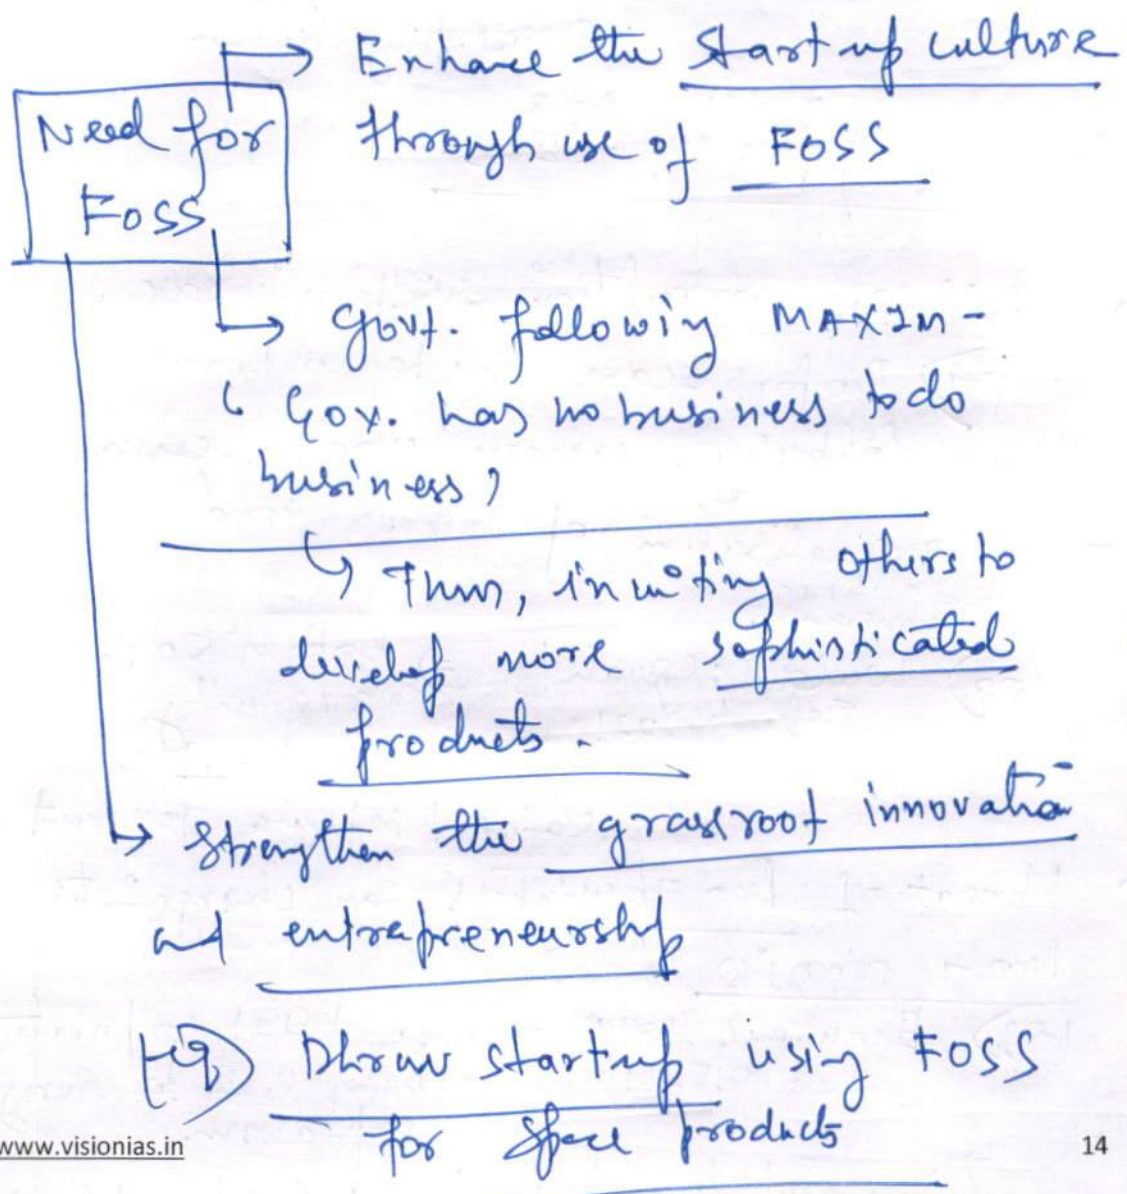 Need for
FOSS
→ Enhance the startup culture
through use of FOSS
→ Govt. following MAXIM -
' Gov. has no business to do
business '
↳ Thus, inviting others to
develop more sophisticated
products.
→ Strengthen the grassroot innovation
and entrepreneurship
Eg) Dhruv startup using FOSS
for space products
www.visionias.in
14